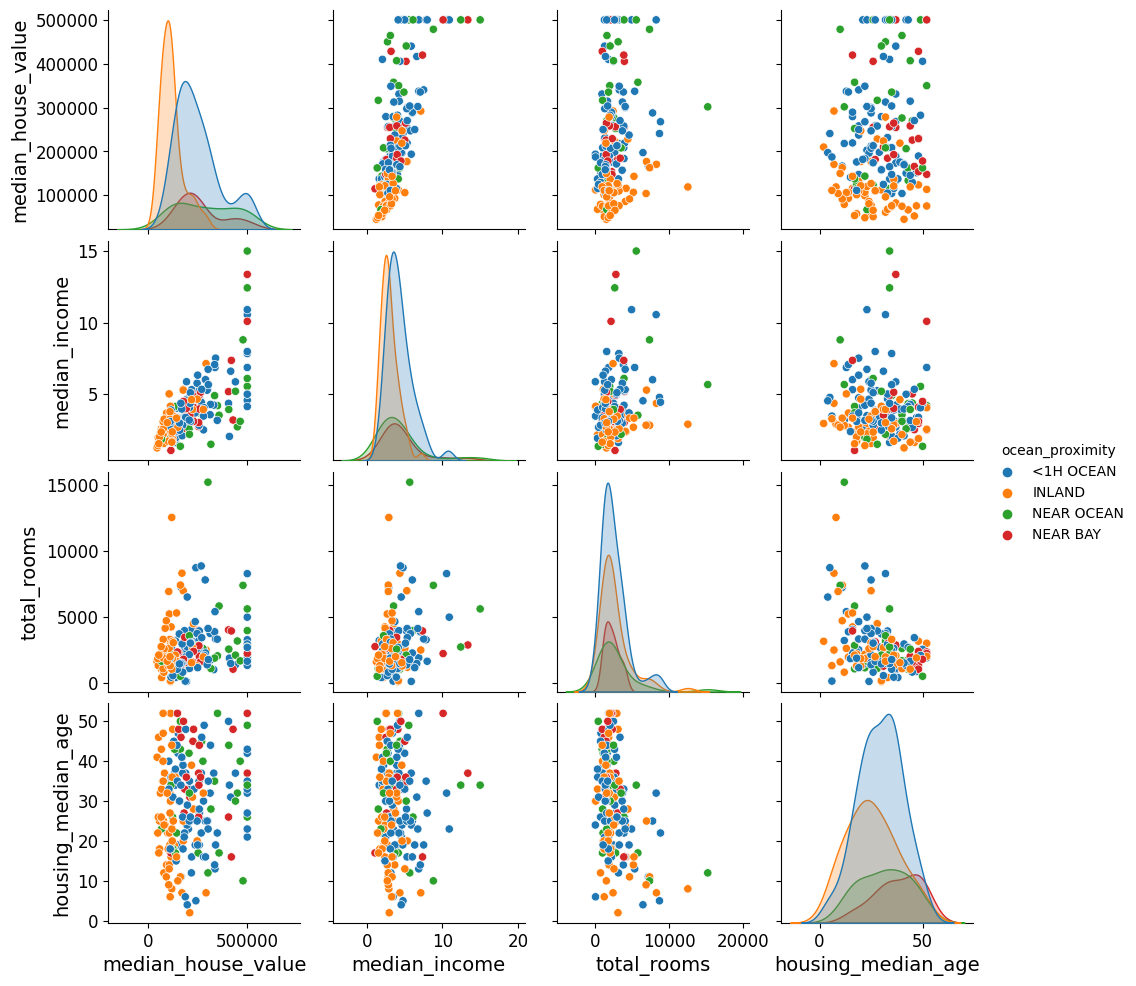 500000
400000
300000
200000
100000
median_house_value
15
10
5
median_income
ocean_proximity
<1H OCEAN
INLAND
NEAR OCEAN
NEAR BAY
15000
10000
5000
0
total_rooms
50
40
30
20
10
0
housing_median_age
0 500000
median_house_value
0 10 20
median_income
0 10000 20000
total_rooms
0 50
housing_median_age